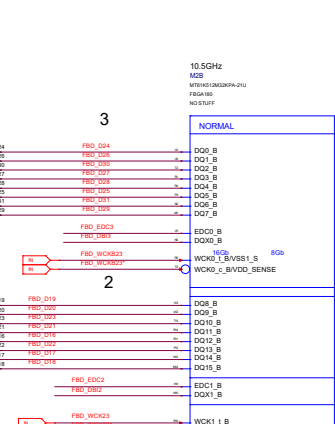 10.5GHz
M2B
MT61K512M32KPA-21U
FBGA180
NO STUFF
3
NORMAL
FBD_D24 DQ0_B
FBD_D26 DQ1_B
FBD_D30 DQ2_B
FBD_D27 DQ3_B
FBD_D28 DQ4_B
FBD_D25 DQ5_B
FBD_D31 DQ6_B
FBD_D29 DQ7_B
FBD_EDC3 EDC0_B
FBD_DBI3 DQX0_B
16Gb 8Gb
IN FBD_WCKB23 WCK0_t_B/VSS1_S
IN FBD_WCKB23* WCK0_c_B/VDD_SENSE
2
FBD_D19 DQ8_B
FBD_D20 DQ9_B
FBD_D23 DQ10_B
FBD_D21 DQ11_B
FBD_D16 DQ12_B
FBD_D22 DQ13_B
FBD_D17 DQ14_B
FBD_D18 DQ15_B
FBD_EDC2 EDC1_B
FBD_DBI2 DQX1_B
IN FBD_WCK23 WCK1_t_B